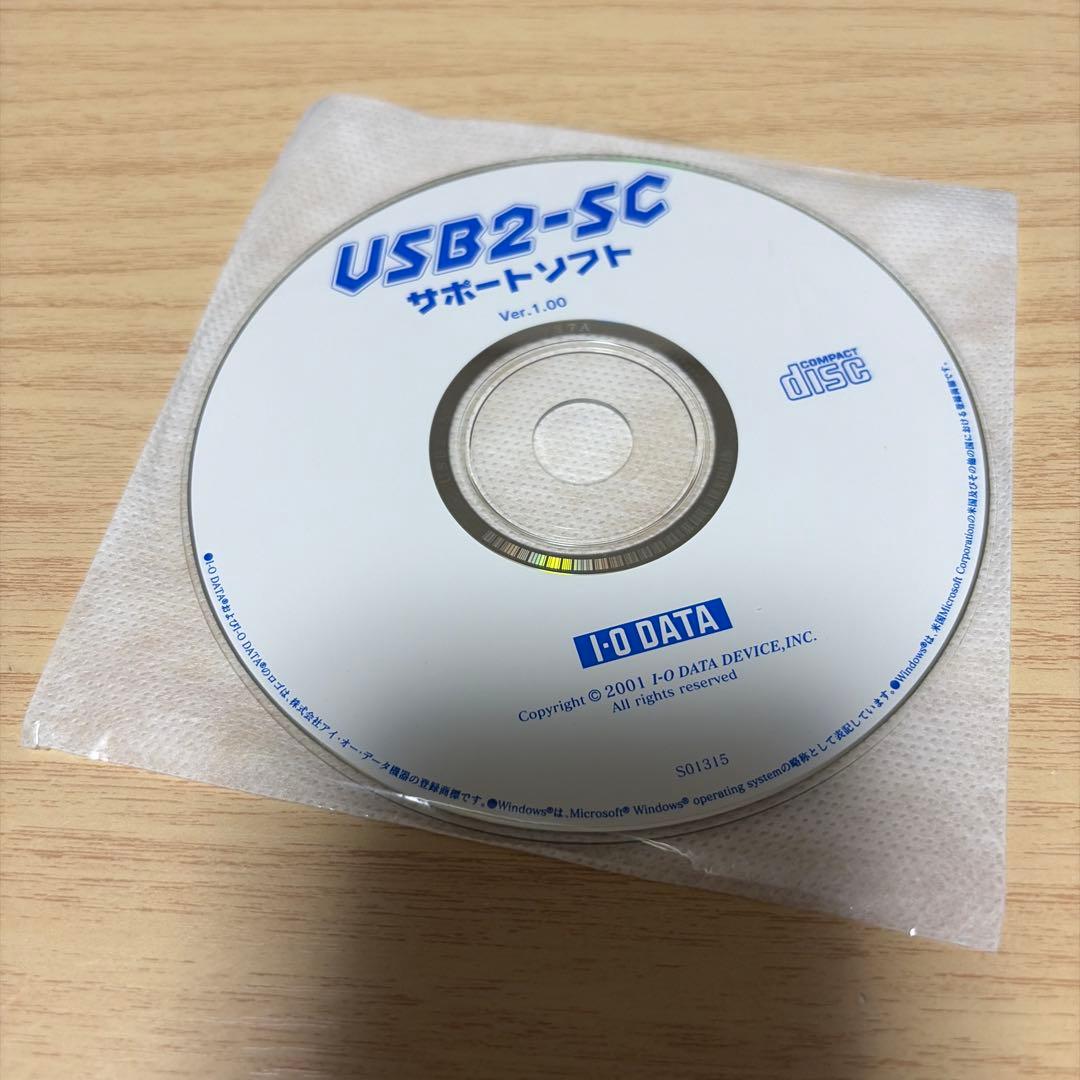 USB2-SC
サポートソフト
Ver.1.00
COMPACT
disc
I-O DATA
Copyright © 2001 I-O DATA DEVICE,INC.
All rights reserved
S01315
●I-O DATA®およびI-O DATA®のロゴは、株式会社アイ・オー・データ機器の登録商標です。●Windows®は、Microsoft® Windows® operating systemの略称として表記しています。●Windows®は、米国Microsoft Corporationの米国及びその他の国における登録商標です。